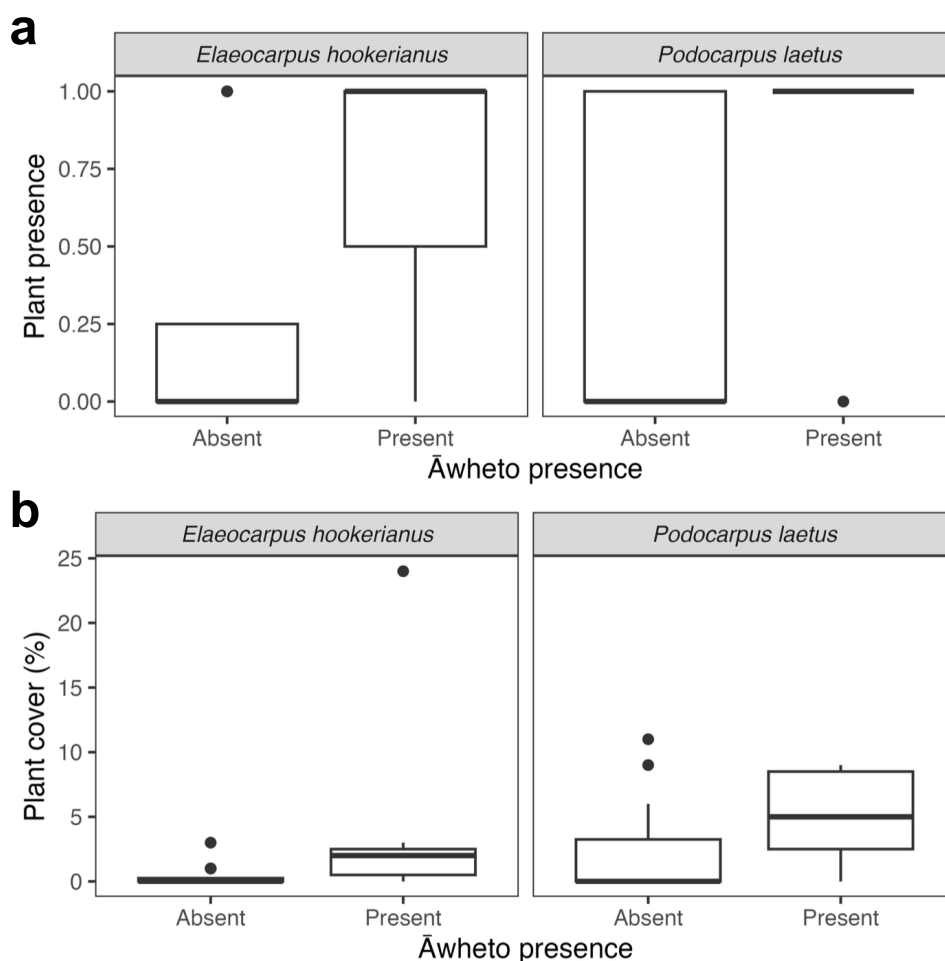 a
Elaeocarpus hookerianus
Podocarpus laetus
Plant presence
1.00
0.75
0.50
0.25
0.00
Absent
Present
Absent
Present
Āwheto presence
b
Elaeocarpus hookerianus
Podocarpus laetus
Plant cover (%)
25
20
15
10
5
0
Absent
Present
Absent
Present
Āwheto presence